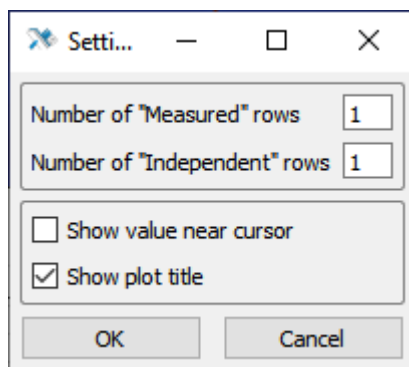 Setti...
Number of "Measured" rows 1
Number of "Independent" rows 1
Show value near cursor
Show plot title
OK Cancel